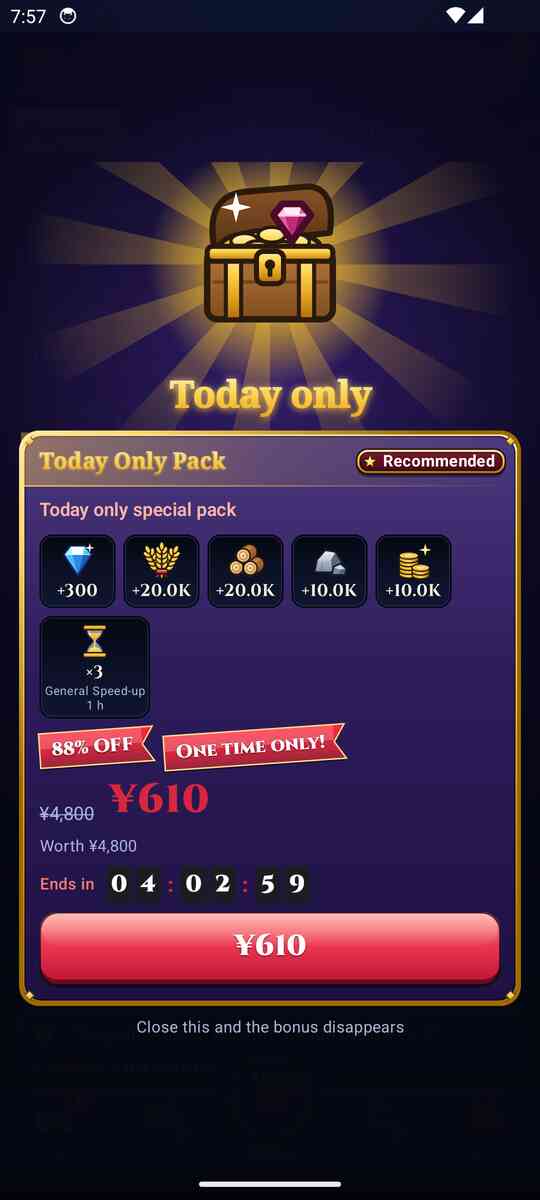 7:57
Today only
Today Only Pack
★ Recommended
Today only special pack
+300
+20.0K
+20.0K
+10.0K
+10.0K
×3
General Speed-up
1 h
88% OFF
One time only!
¥4,800
¥610
Worth ¥4,800
Ends in 04:02:59
¥610
Close this and the bonus disappears